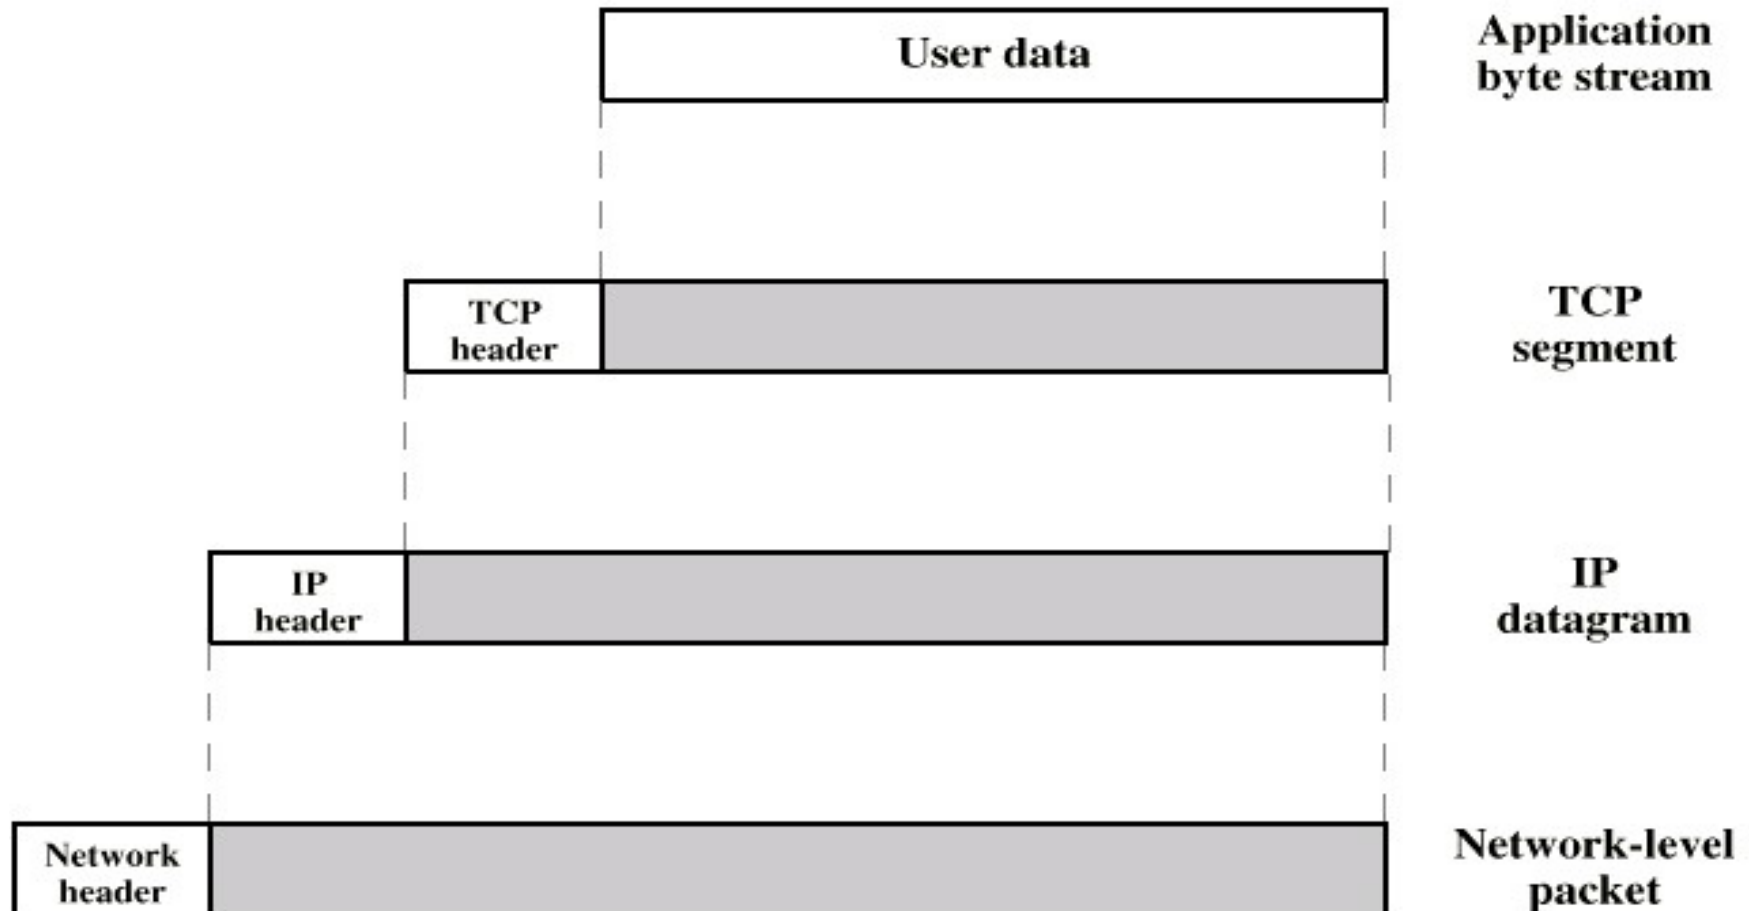 User data
Application
byte stream
TCP
header
TCP
segment
IP
header
IP
datagram
Network
header
Network-level
packet